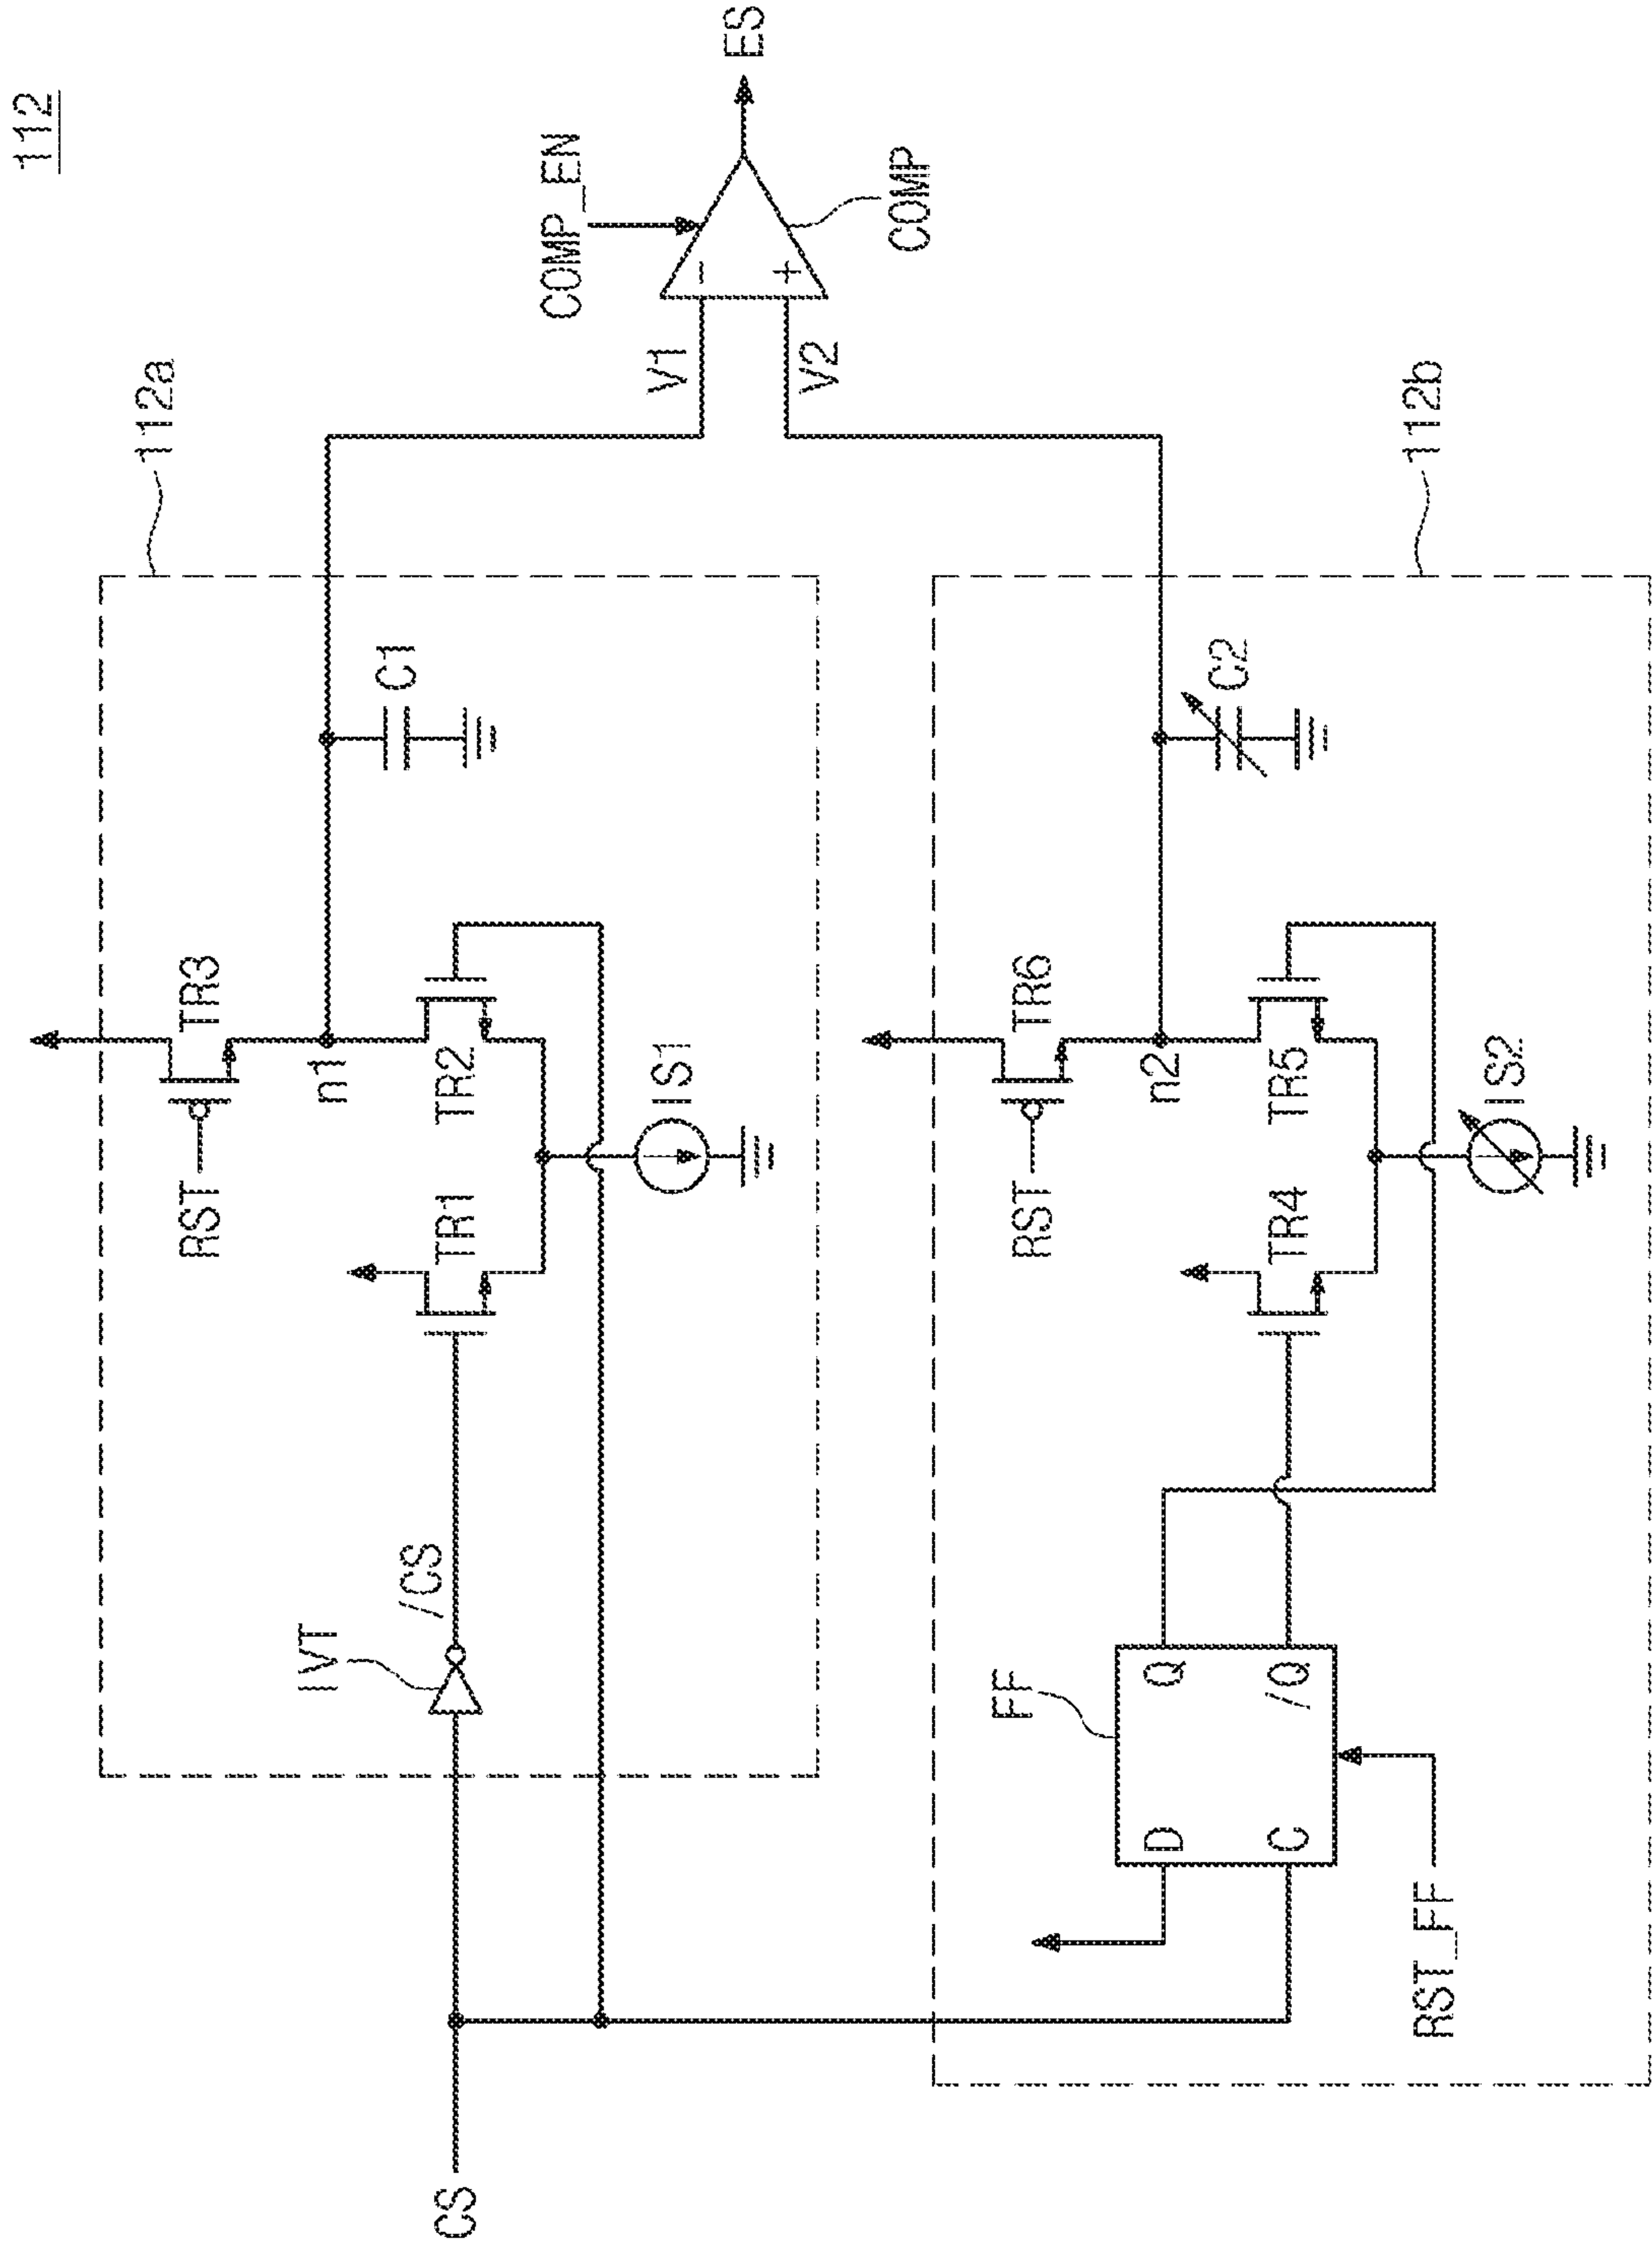 112
112a
RST
TR3
n1
C1
IVT
/CS
TR1
TR2
IS1
CS
V1
COMP_EN
ES
V2
COMP
112b
RST
TR6
n2
C2
FF
D
Q
C
/Q
TR4
TR5
IS2
RST_FF